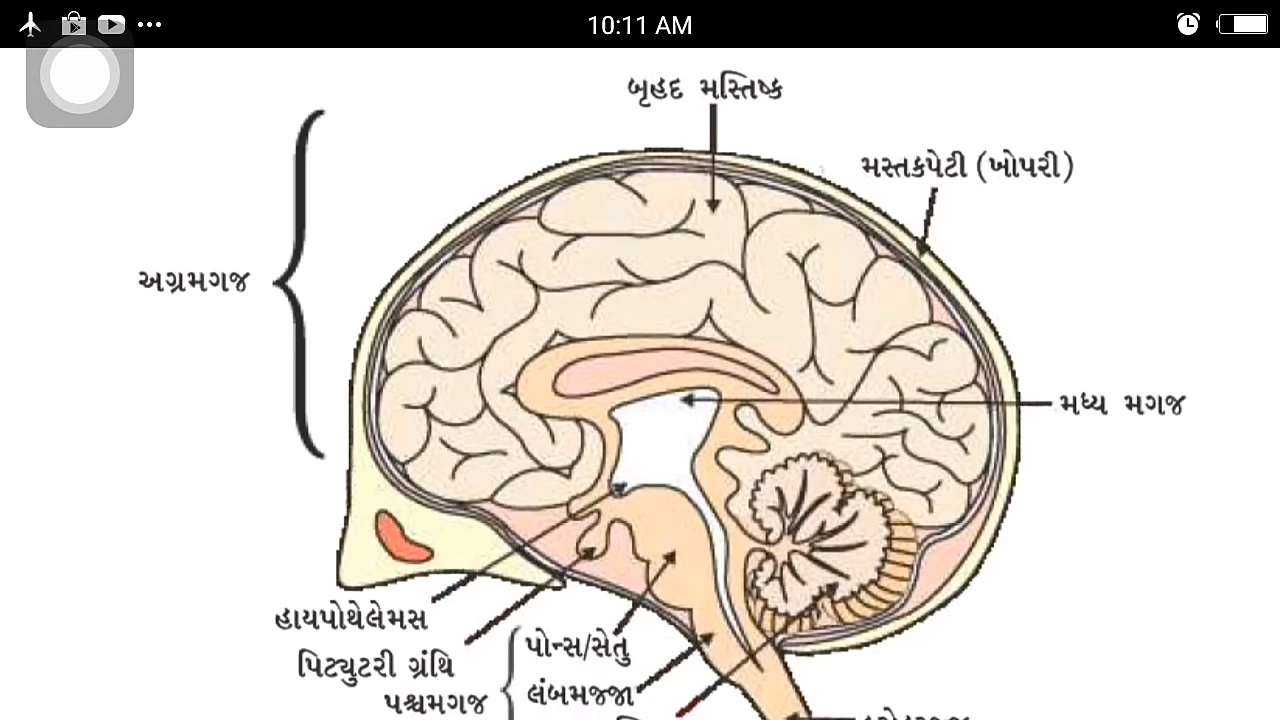 10:11 AM
બૃહદ મસ્તિષ્ક
મસ્તકપેટી (ખોપરી)
અગ્રમગજ
મધ્ય મગજ
હાયપોથેલેમસ
પિટ્યુટરી ગ્રંથિ
પશ્ચમગજ
પોન્સ/સેતુ
લંબમજ્જા